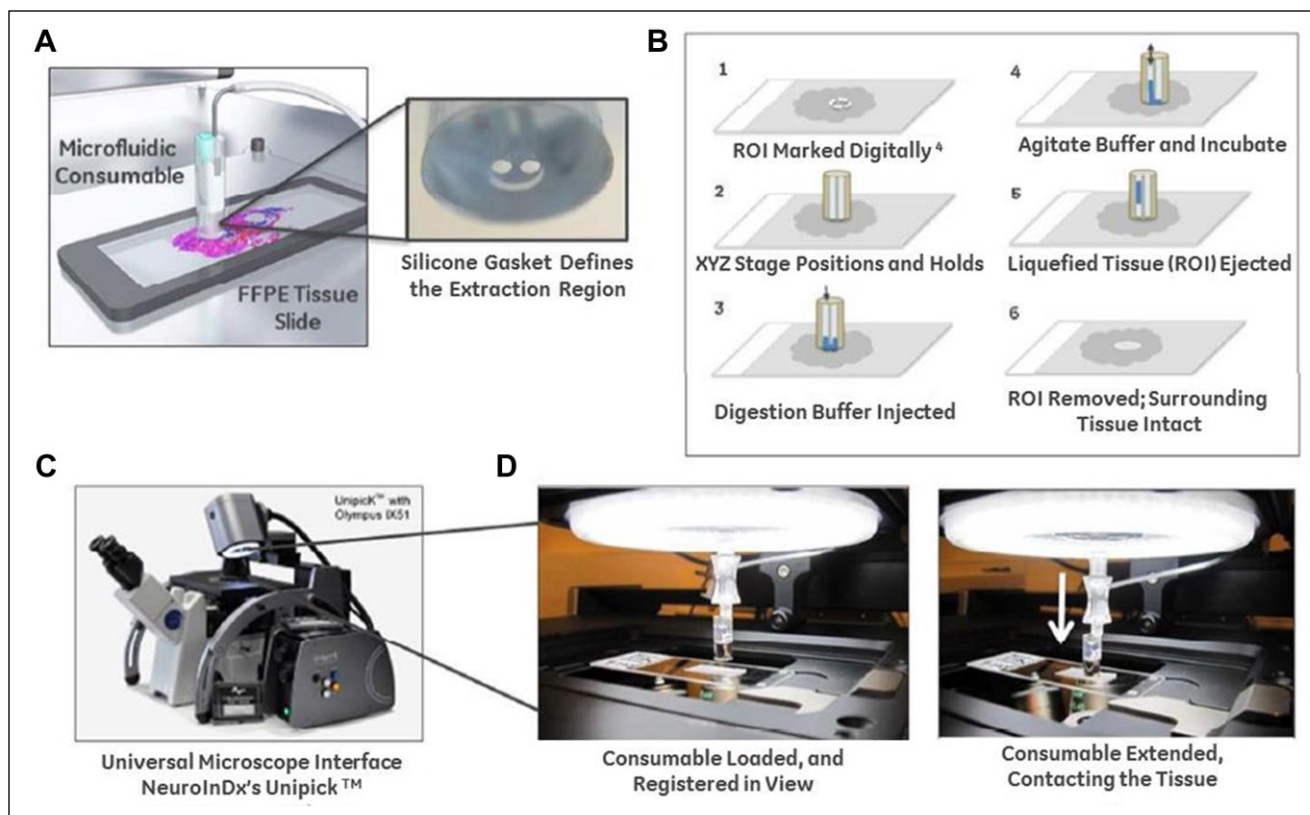 A
Microfluidic
Consumable
FFPE Tissue
Slide
Silicone Gasket Defines
the Extraction Region
B
1
ROI Marked Digitally 4
2
XYZ Stage Positions and Holds
3
Digestion Buffer Injected
4
Agitate Buffer and Incubate
5
Liquefied Tissue (ROI) Ejected
6
ROI Removed; Surrounding
Tissue Intact
C
UnipicK™ with
Olympus IX51
Universal Microscope Interface
NeuroInDx's Unipick ™
D
Consumable Loaded, and
Registered in View
Consumable Extended,
Contacting the Tissue